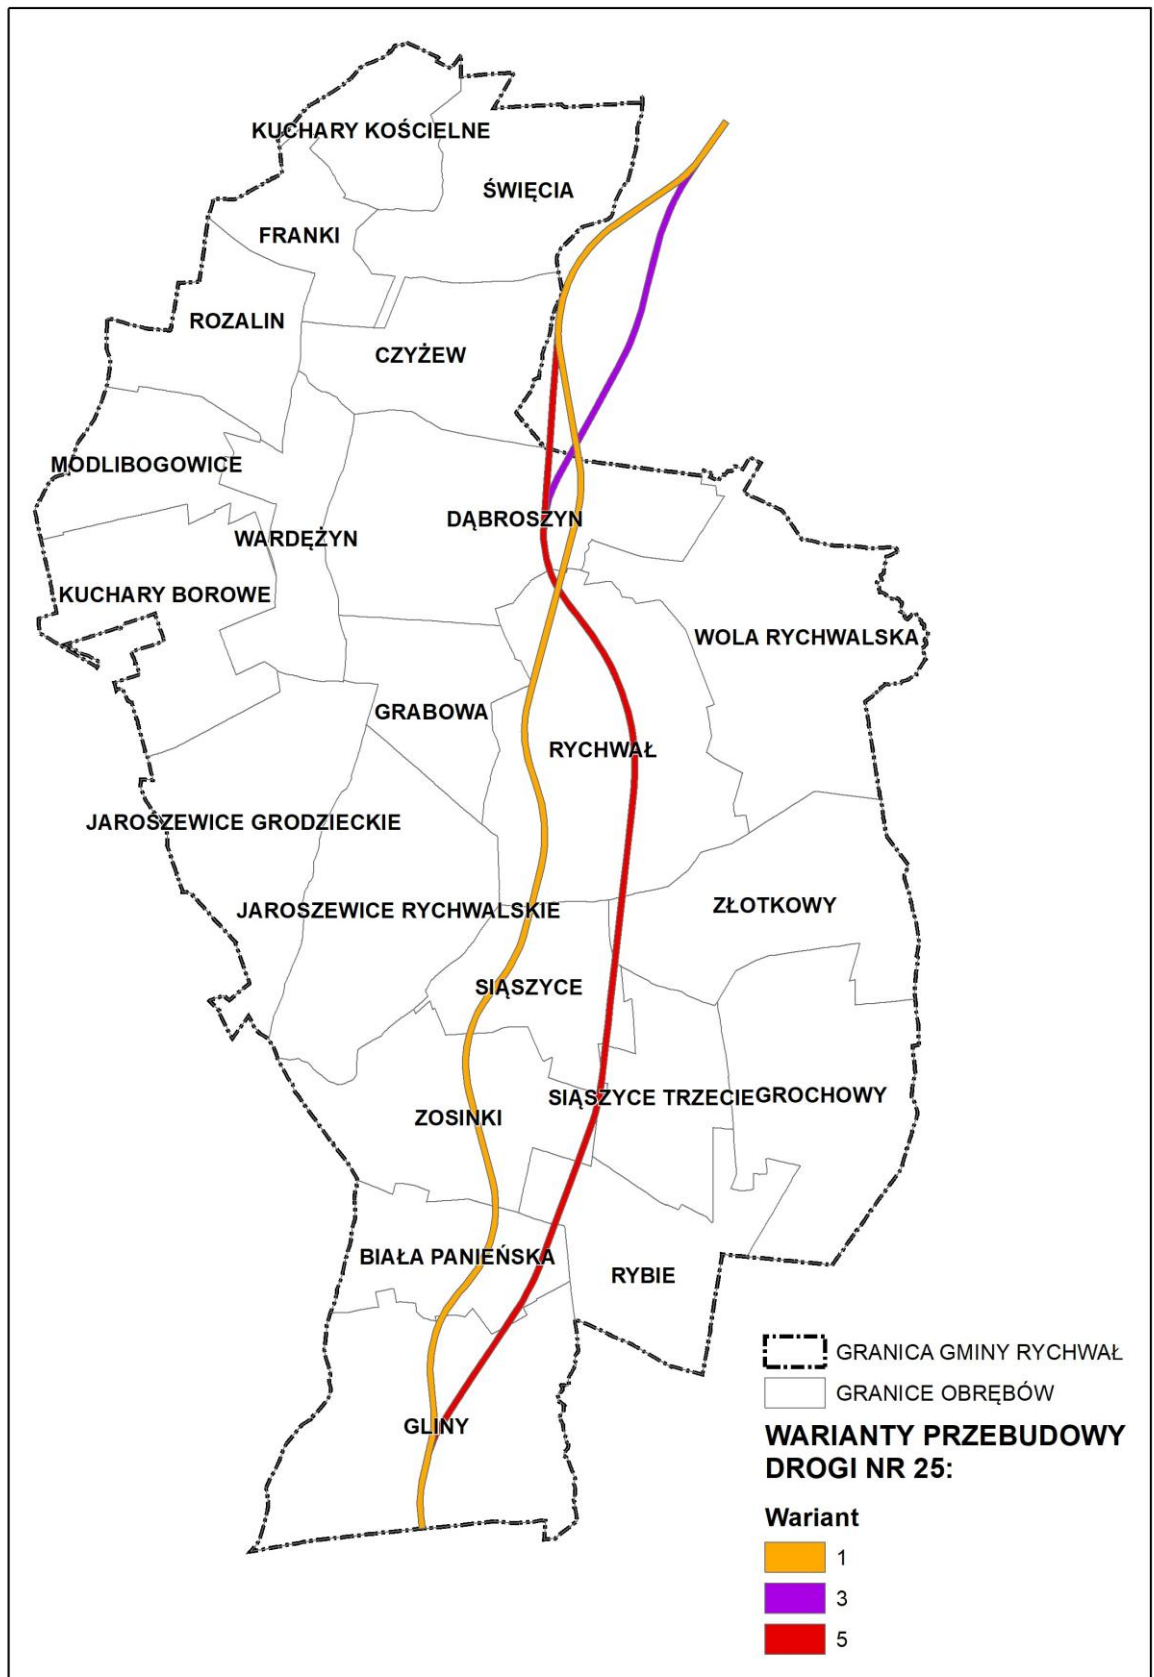 KUCHARY KOŚCIELNE
ŚWIĘCIA
FRANKI
ROZALIN
CZYŻEW
MODLIBOGOWICE
DĄBROSZYN
WARDĘŻYN
KUCHARY BOROWE
WOLA RYCHWALSKA
GRABOWA
RYCHWAŁ
JAROSZEWICE GRODZIECKIE
JAROSZEWICE RYCHWALSKIE
ZŁOTKOWY
SIĄSZYCE
SIĄSZYCE TRZECIE
GROCHOWY
ZOSINKI
BIAŁA PANIEŃSKA
RYBIE
GLINY
GRANICA GMINY RYCHWAŁ
GRANICE OBRĘBÓW
WARIANTY PRZEBUDOWY
DROGI NR 25:
Wariant
1
3
5